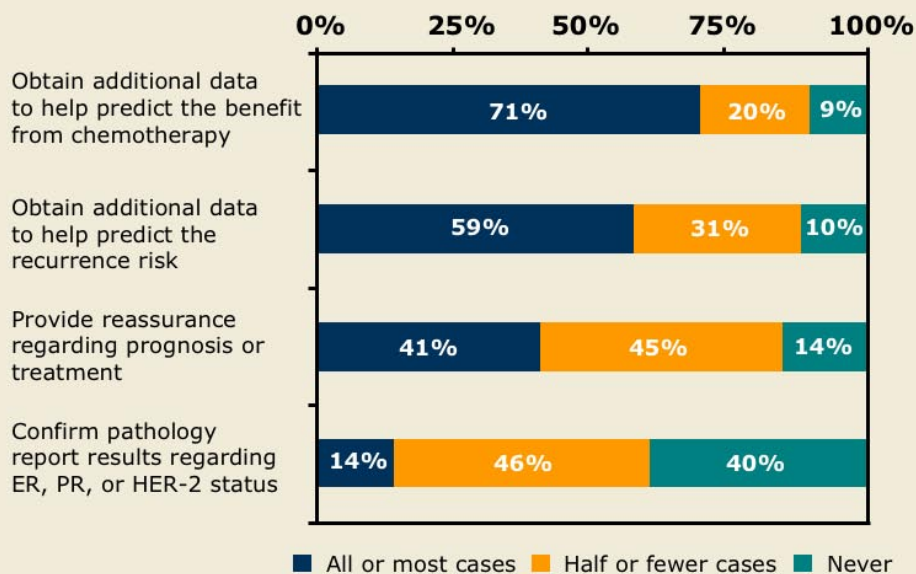 0% 25% 50% 75% 100%
Obtain additional data
to help predict the benefit
from chemotherapy
71% 20% 9%
Obtain additional data
to help predict the
recurrence risk
59% 31% 10%
Provide reassurance
regarding prognosis or
treatment
41% 45% 14%
Confirm pathology
report results regarding
ER, PR, or HER-2 status
14% 46% 40%
All or most cases Half or fewer cases Never